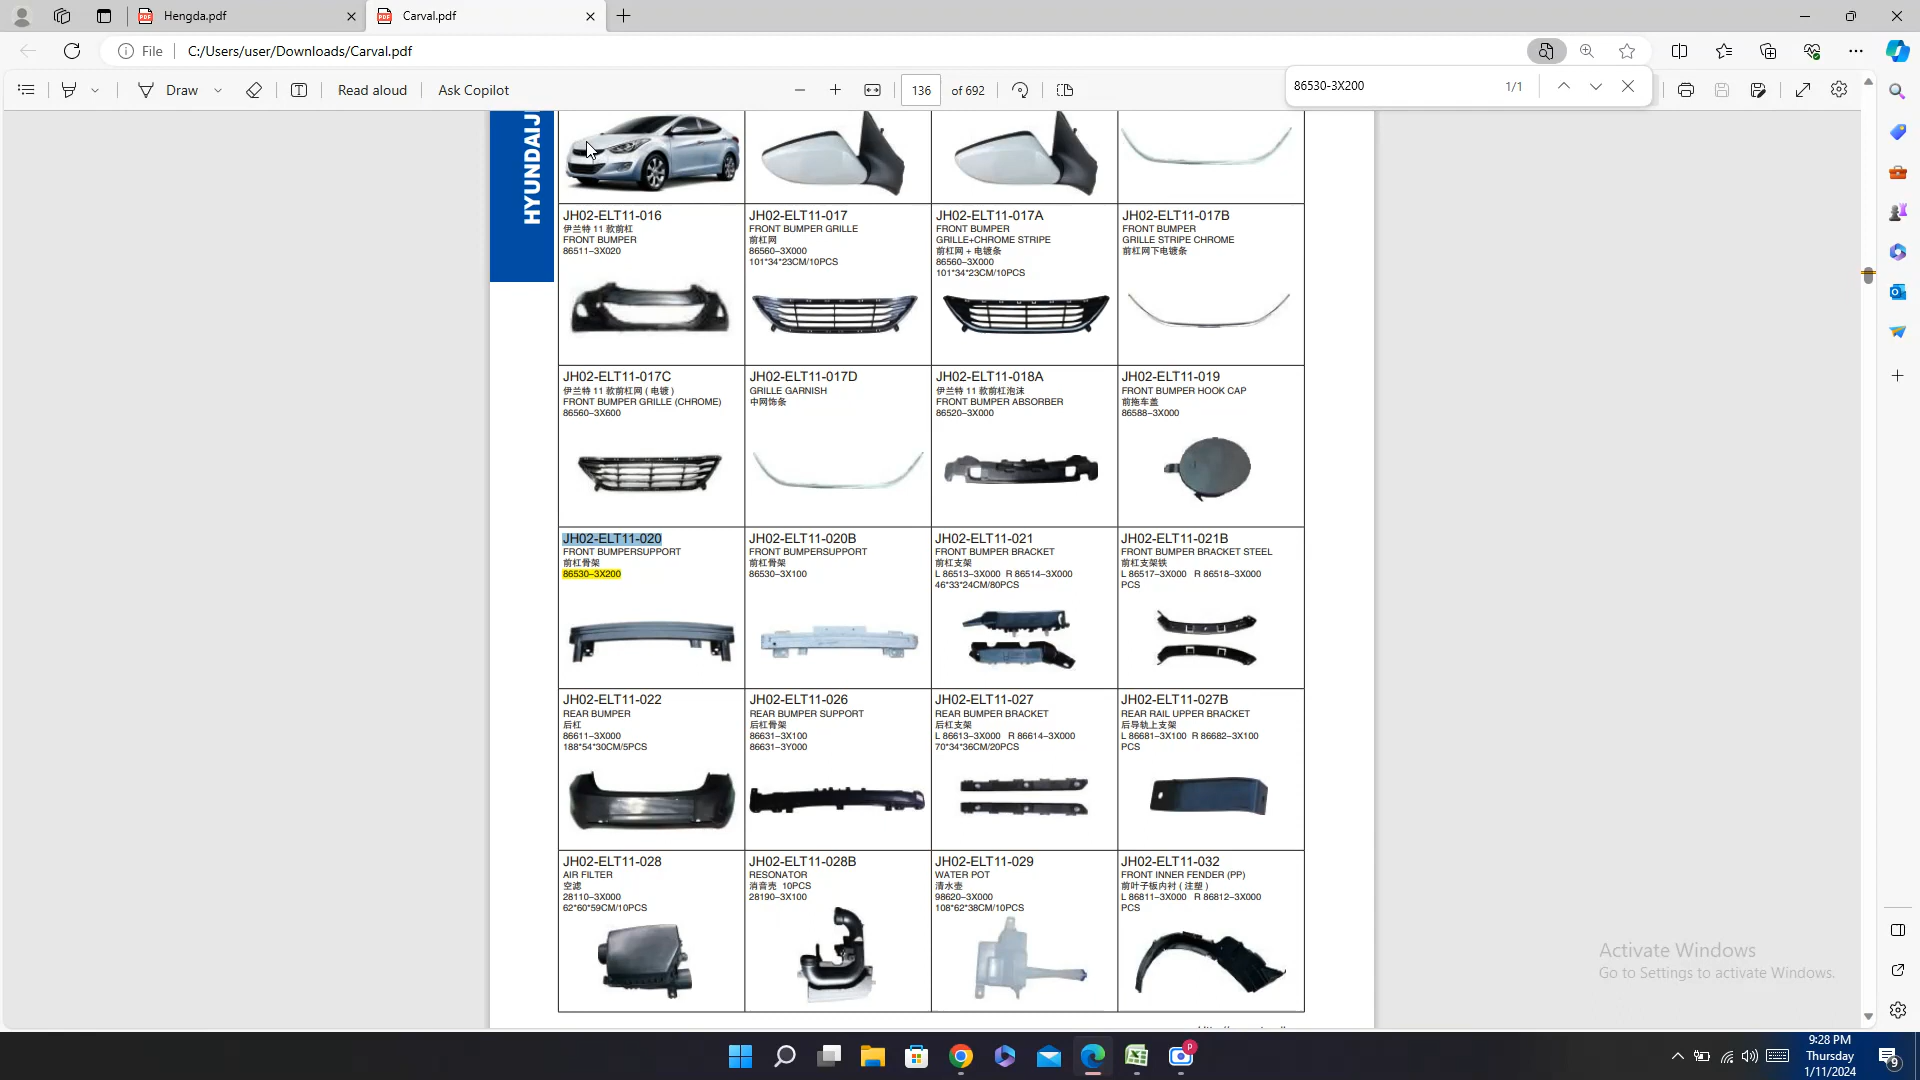 Hengda.pdf
Carval.pdf
File
C:/Users/user/Downloads/Carval.pdf
Draw
Read aloud
Ask Copilot
136
of 692
86530-3X200
1/1
JH02-ELT11-016
伊兰特 11 款前杠
FRONT BUMPER
86511-3X020
JH02-ELT11-017
FRONT BUMPER GRILLE
前杠网
86560-3X000
101*34*23CM/10PCS
JH02-ELT11-017A
FRONT BUMPER
GRILLE+CHROME STRIPE
前杠网 + 电镀条
86560-3X000
101*34*23CM/10PCS
JH02-ELT11-017B
FRONT BUMPER
GRILLE STRIPE CHROME
前杠网下电镀条
JH02-ELT11-017C
伊兰特 11 款前杠网 ( 电镀 )
FRONT BUMPER GRILLE (CHROME)
86560-3X600
JH02-ELT11-017D
GRILLE GARNISH
中网饰条
JH02-ELT11-018A
伊兰特 11 款前杠泡沫
FRONT BUMPER ABSORBER
86520-3X000
JH02-ELT11-019
FRONT BUMPER HOOK CAP
前拖车盖
86588-3X000
JH02-ELT11-020
FRONT BUMPERSUPPORT
前杠骨架
86530-3X200
JH02-ELT11-020B
FRONT BUMPERSUPPORT
前杠骨架
86530-3X100
JH02-ELT11-021
FRONT BUMPER BRACKET
前杠支架
L 86513-3X000 R 86514-3X000
46*33*24CM/80PCS
JH02-ELT11-021B
FRONT BUMPER BRACKET STEEL
前杠支架铁
L 86517-3X000 R 86518-3X000
PCS
JH02-ELT11-022
REAR BUMPER
后杠
86611-3X000
188*54*30CM/5PCS
JH02-ELT11-026
REAR BUMPER SUPPORT
后杠骨架
86631-3X100
86631-3Y000
JH02-ELT11-027
REAR BUMPER BRACKET
后杠支架
L 86613-3X000 R 86614-3X000
70*34*36CM/20PCS
JH02-ELT11-027B
REAR RAIL UPPER BRACKET
后导轨上支架
L 86681-3X100 R 86682-3X100
PCS
JH02-ELT11-028
AIR FILTER
空滤
28110-3X000
62*60*59CM/10PCS
JH02-ELT11-028B
RESONATOR
消音壳 10PCS
28190-3X100
JH02-ELT11-029
WATER POT
清水壶
98620-3X000
108*62*38CM/10PCS
JH02-ELT11-032
FRONT INNER FENDER (PP)
前叶子板内衬 ( 注塑 )
L 86811-3X000 R 86812-3X000
PCS
Activate Windows
Go to Settings to activate Windows.
9:28 PM
Thursday
1/11/2024
9